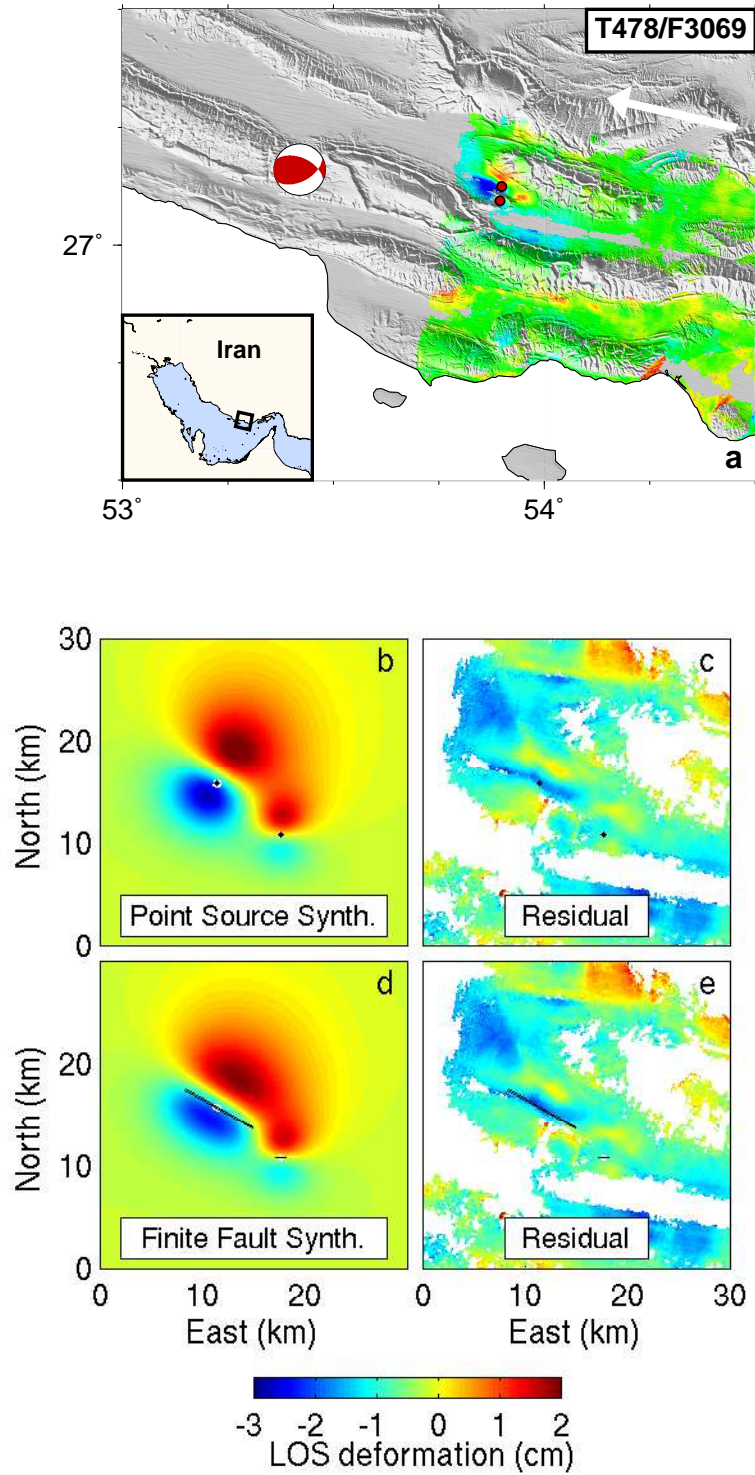 T478/F3069
27°
Iran
a
53°
54°
30
b
c
20
North (km)
10
Point Source Synth.
Residual
0
d
e
20
North (km)
10
Finite Fault Synth.
Residual
0
0 10 20 0 10 20 30
East (km) East (km)
-3 -2 -1 0 1 2
LOS deformation (cm)